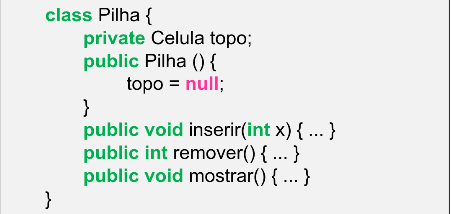 class Pilha {
private Celula topo;
public Pilha () {
topo = null;
}
public void inserir(int x) { ... }
public int remover() { ... }
public void mostrar() { ... }
}